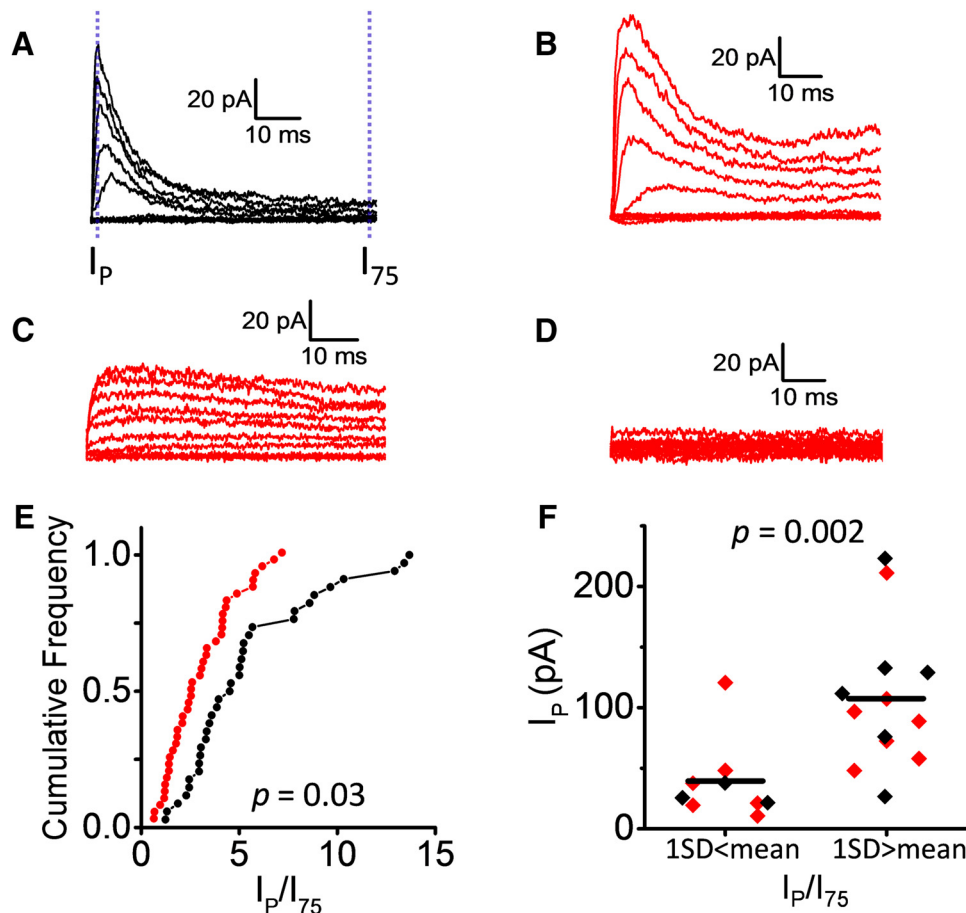 A
20 pA
10 ms
I_P
I_75
B
20 pA
10 ms
C
20 pA
10 ms
D
20 pA
10 ms
E
Cumulative Frequency
1.0
0.5
0.0
p = 0.03
0
5
10
15
I_P/I_75
F
p = 0.002
I_P (pA)
200
100
0
1SD<mean
1SD>mean
I_P/I_75